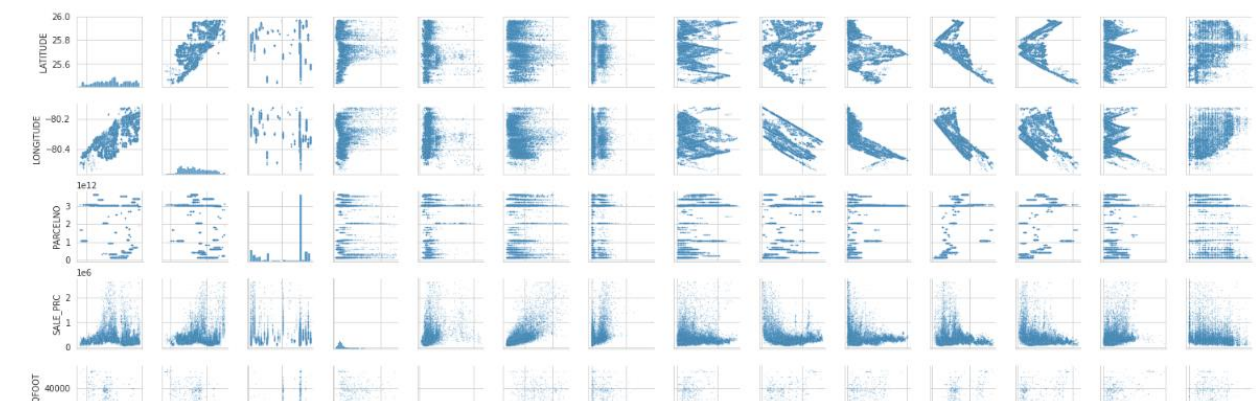 26.0
25.8
25.6
LATITUDE
−80.2
−80.4
LONGITUDE
1e12
3
2
1
0
PARCELNO
1e6
2
1
0
SALE_PRC
40000
QFOOT